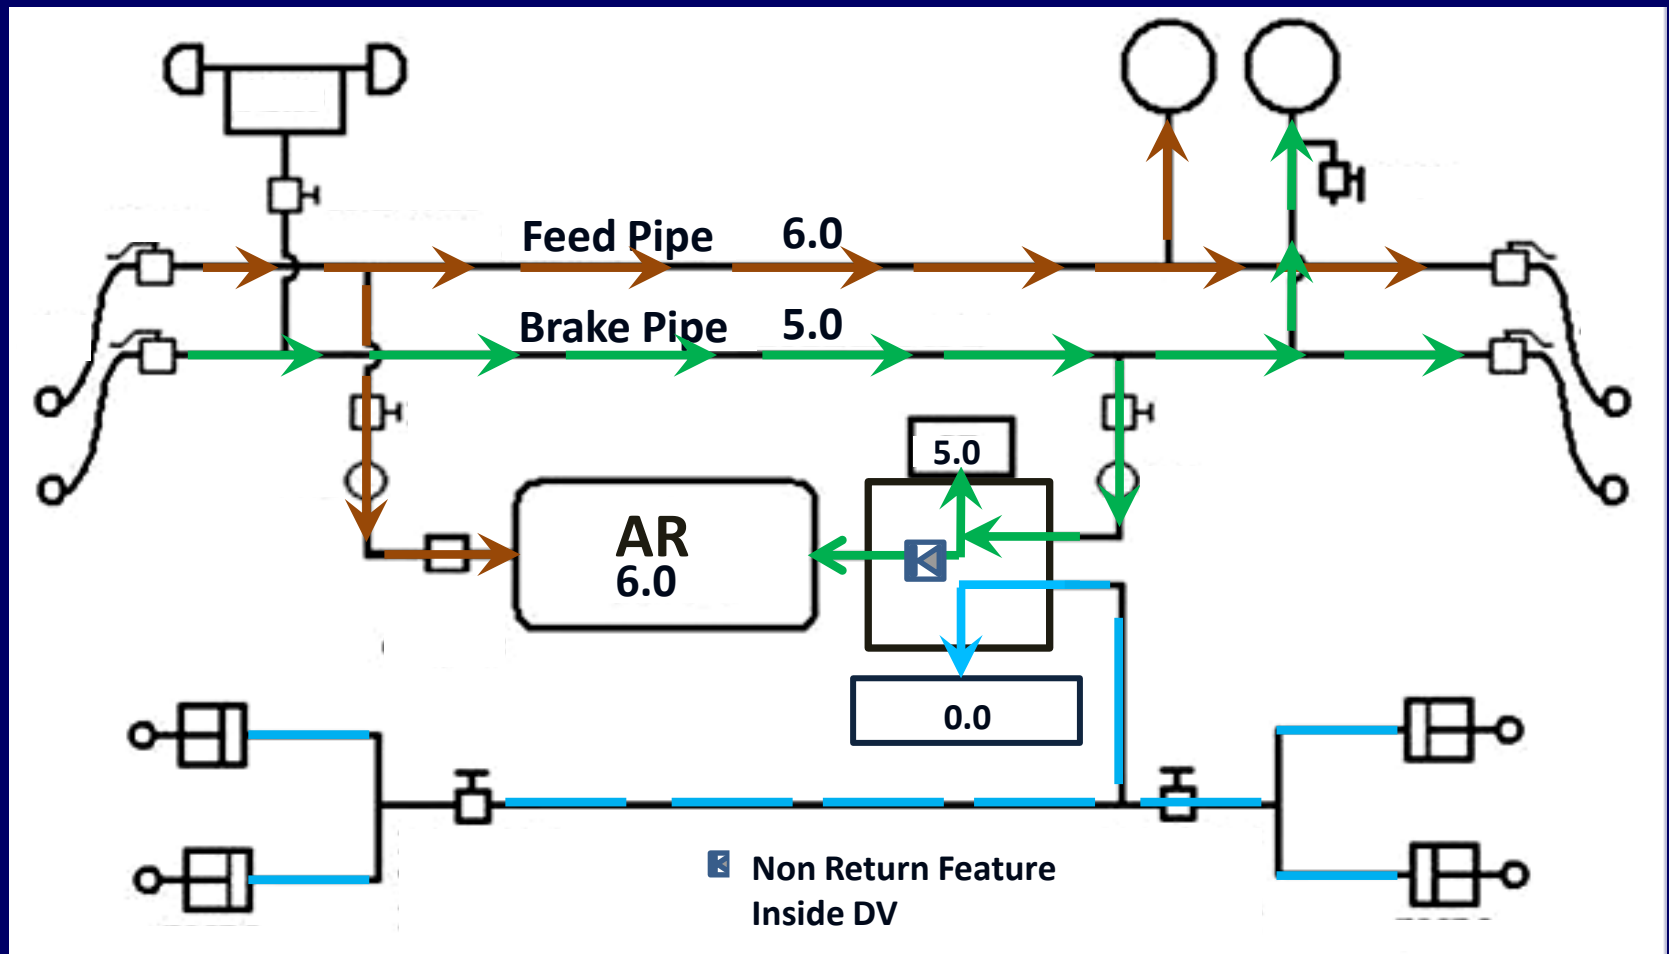 Feed Pipe 6.0
Brake Pipe 5.0
5.0
AR
6.0
0.0
Non Return Feature
Inside DV